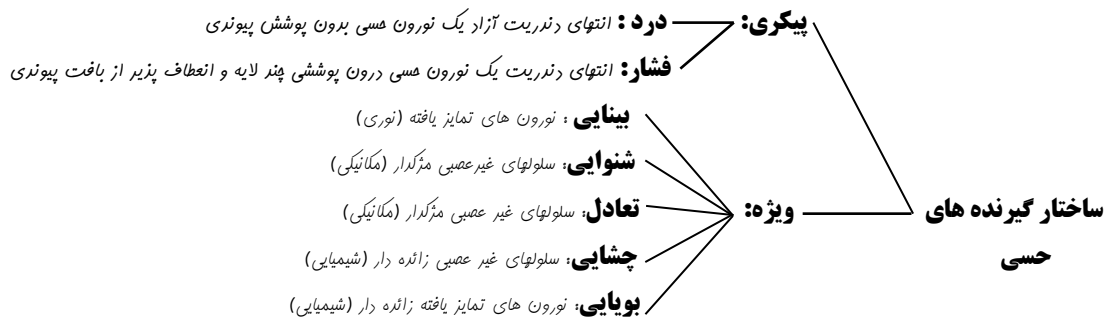 پیکری:
درد : انتهای دندریت آزاد یک نورون حسی بدون پوشش پیوندی
فشار: انتهای دندریت یک نورون حسی درون پوششی چند لایه و انعطاف پذیر از بافت پیوندی
بینایی : نورون های تمایز یافته (نوری)
شنوایی: سلولهای غیرعصبی مژکدار (مکانیکی)
ساختار گیرنده های
حسی
ویژه:
تعادل: سلولهای غیر عصبی مژکدار (مکانیکی)
چشایی: سلولهای غیر عصبی زائده دار (شیمیایی)
بویایی: نورون های تمایز یافته زائده دار (شیمیایی)